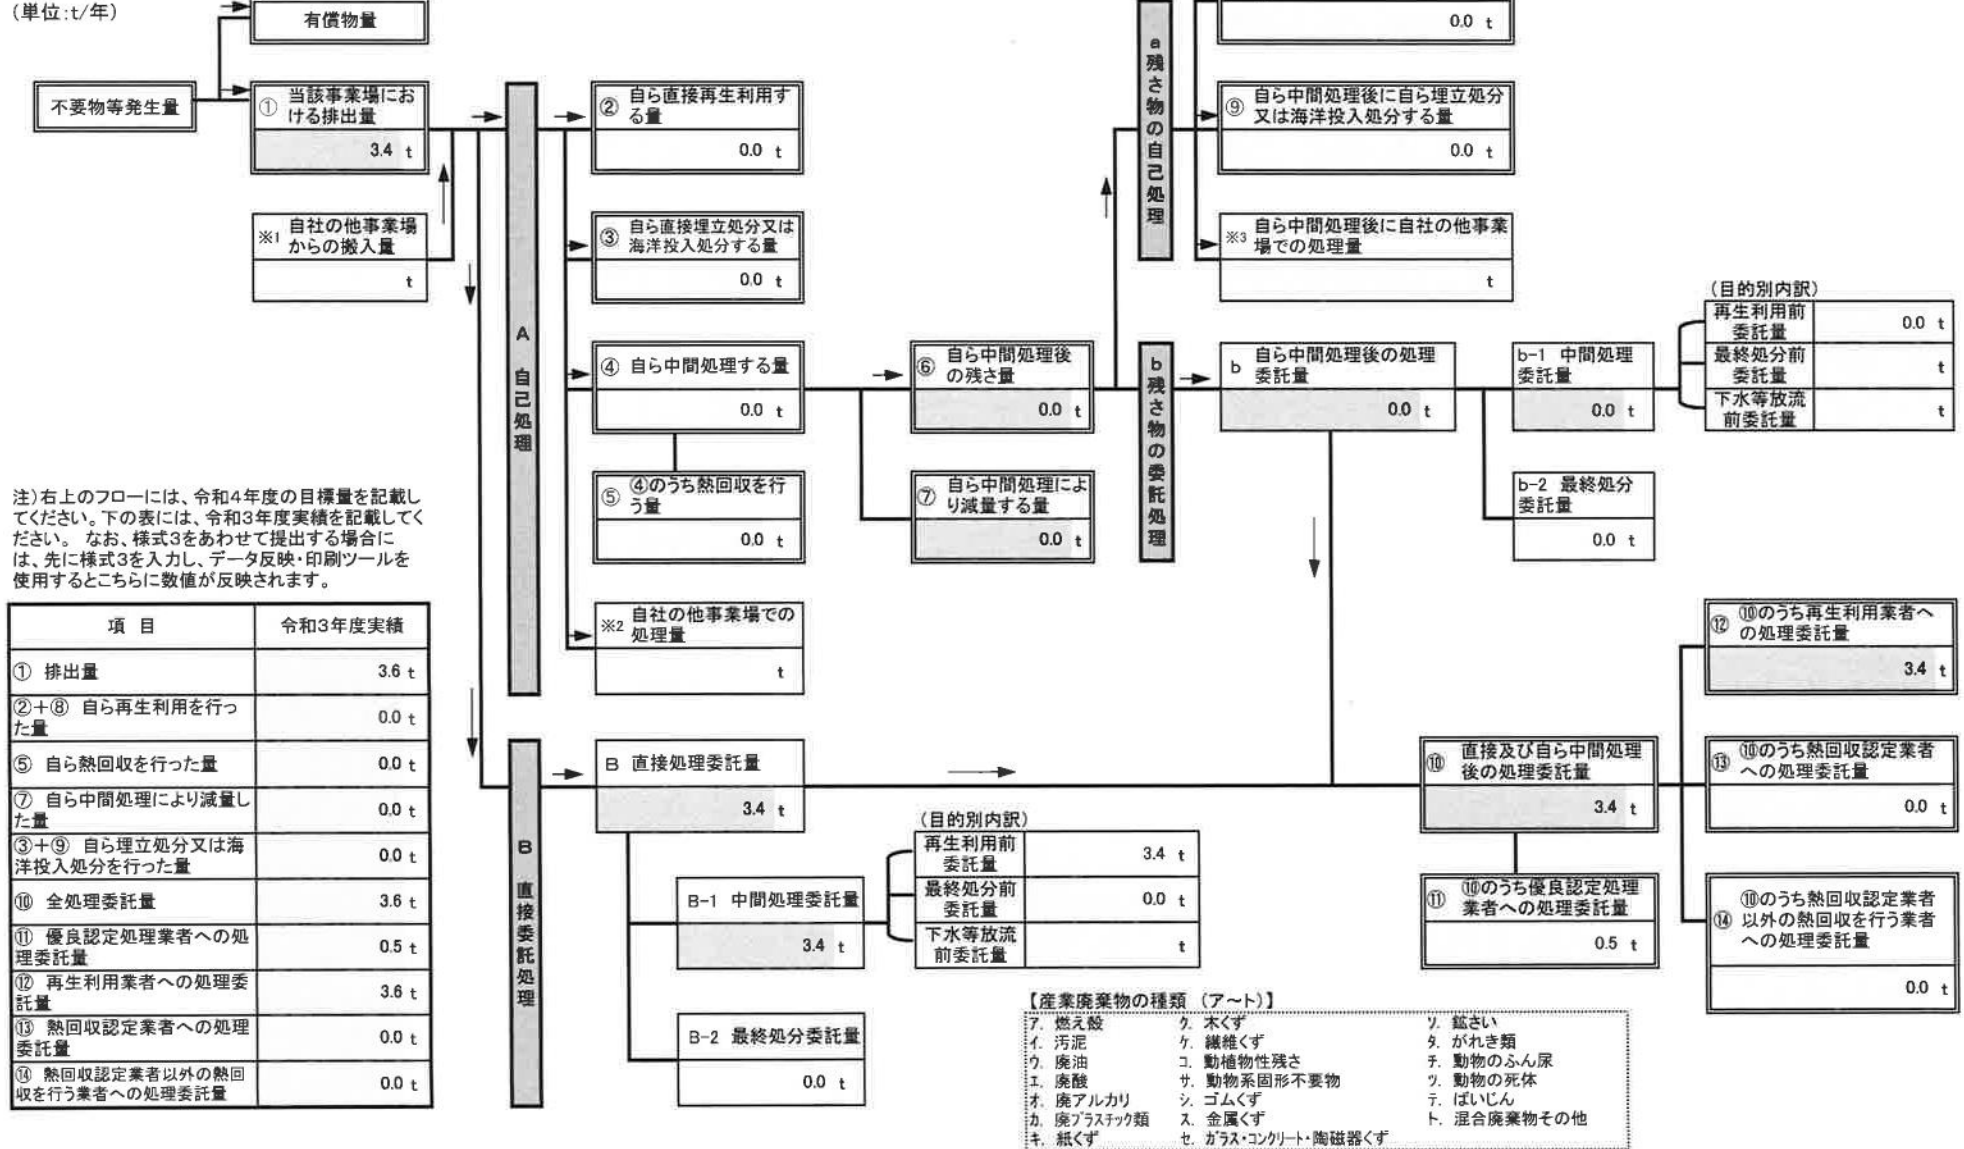 (単位:t/年)
有償物量
不要物等発生量
① 当該事業場にお
ける排出量
3.4 t
※1 自社の他事業場
からの搬入量
t
A 自己処理
② 自ら直接再生利用す
る量
0.0 t
③ 自ら直接埋立処分又は
海洋投入処分する量
0.0 t
④ 自ら中間処理する量
0.0 t
⑤ ④のうち熱回収を行
う量
0.0 t
※2 自社の他事業場での
処理量
t
⑥ 自ら中間処理後
の残さ量
0.0 t
⑦ 自ら中間処理によ
り減量する量
0.0 t
a 残さ物の自己処理
0.0 t
⑨ 自ら中間処理後に自ら埋立処分
又は海洋投入処分する量
0.0 t
※3 自ら中間処理後に自社の他事業
場での処理量
t
b 残さ物の委託処理
b 自ら中間処理後の処理
委託量
0.0 t
b-1 中間処理
委託量
0.0 t
b-2 最終処分
委託量
0.0 t
(目的別内訳)
再生利用前
委託量
0.0 t
最終処分前
委託量
t
下水等放流
前委託量
t
注)右上のフローには、令和4年度の目標量を記載し
てください。下の表には、令和3年度実績を記載してく
ださい。 なお、様式3をあわせて提出する場合に
は、先に様式3を入力し、データ反映・印刷ツールを
使用するとこちらに数値が反映されます。
項 目 令和3年度実績
① 排出量 3.6 t
②+⑧ 自ら再生利用を行っ
た量 0.0 t
⑤ 自ら熱回収を行った量 0.0 t
⑦ 自ら中間処理により減量し
た量 0.0 t
③+⑨ 自ら埋立処分又は海
洋投入処分を行った量 0.0 t
⑩ 全処理委託量 3.6 t
⑪ 優良認定処理業者への処
理委託量 0.5 t
⑫ 再生利用業者への処理委
託量 3.6 t
⑬ 熱回収認定業者への処理
委託量 0.0 t
⑭ 熱回収認定業者以外の熱回
収を行う業者への処理委託量 0.0 t
B 直接委託処理
B 直接処理委託量
3.4 t
B-1 中間処理委託量
3.4 t
B-2 最終処分委託量
0.0 t
(目的別内訳)
再生利用前
委託量
3.4 t
最終処分前
委託量
0.0 t
下水等放流
前委託量
t
⑩ 直接及び自ら中間処理
後の処理委託量
3.4 t
⑪ ⑩のうち優良認定処理
業者への処理委託量
0.5 t
⑫ ⑩のうち再生利用業者へ
の処理委託量
3.4 t
⑬ ⑩のうち熱回収認定業者
への処理委託量
0.0 t
⑭ ⑩のうち熱回収認定業者
以外の熱回収を行う業者
への処理委託量
0.0 t
【産業廃棄物の種類 (ア~ト)】
ア. 燃え殻 ク. 木くず ソ. 鉱さい
イ. 汚泥 ケ. 繊維くず タ. がれき類
ウ. 廃油 コ. 動植物性残さ チ. 動物のふん尿
エ. 廃酸 サ. 動物系固形不要物 ツ. 動物の死体
オ. 廃アルカリ シ. ゴムくず テ. ばいじん
カ. 廃プラスチック類 ス. 金属くず ト. 混合廃棄物その他
キ. 紙くず セ. ガラス・コンクリート・陶磁器くず